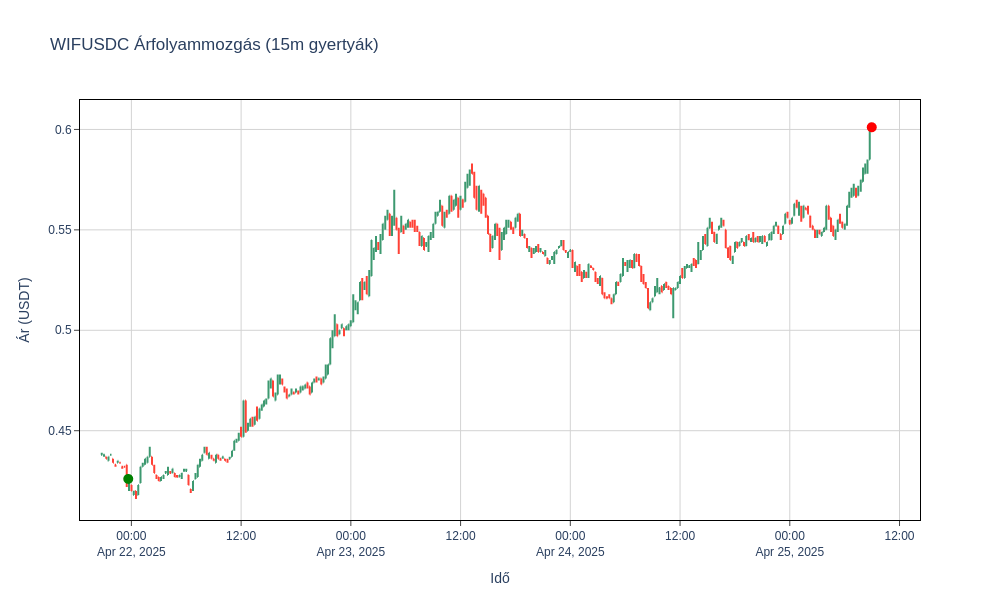 WIFUSDC Árfolyammozgás (15m gyertyák)
0.6
0.55
0.5
0.45
Ár (USDT)
00:00 12:00 00:00 12:00 00:00 12:00 00:00 12:00
Apr 22, 2025 Apr 23, 2025 Apr 24, 2025 Apr 25, 2025
Idő